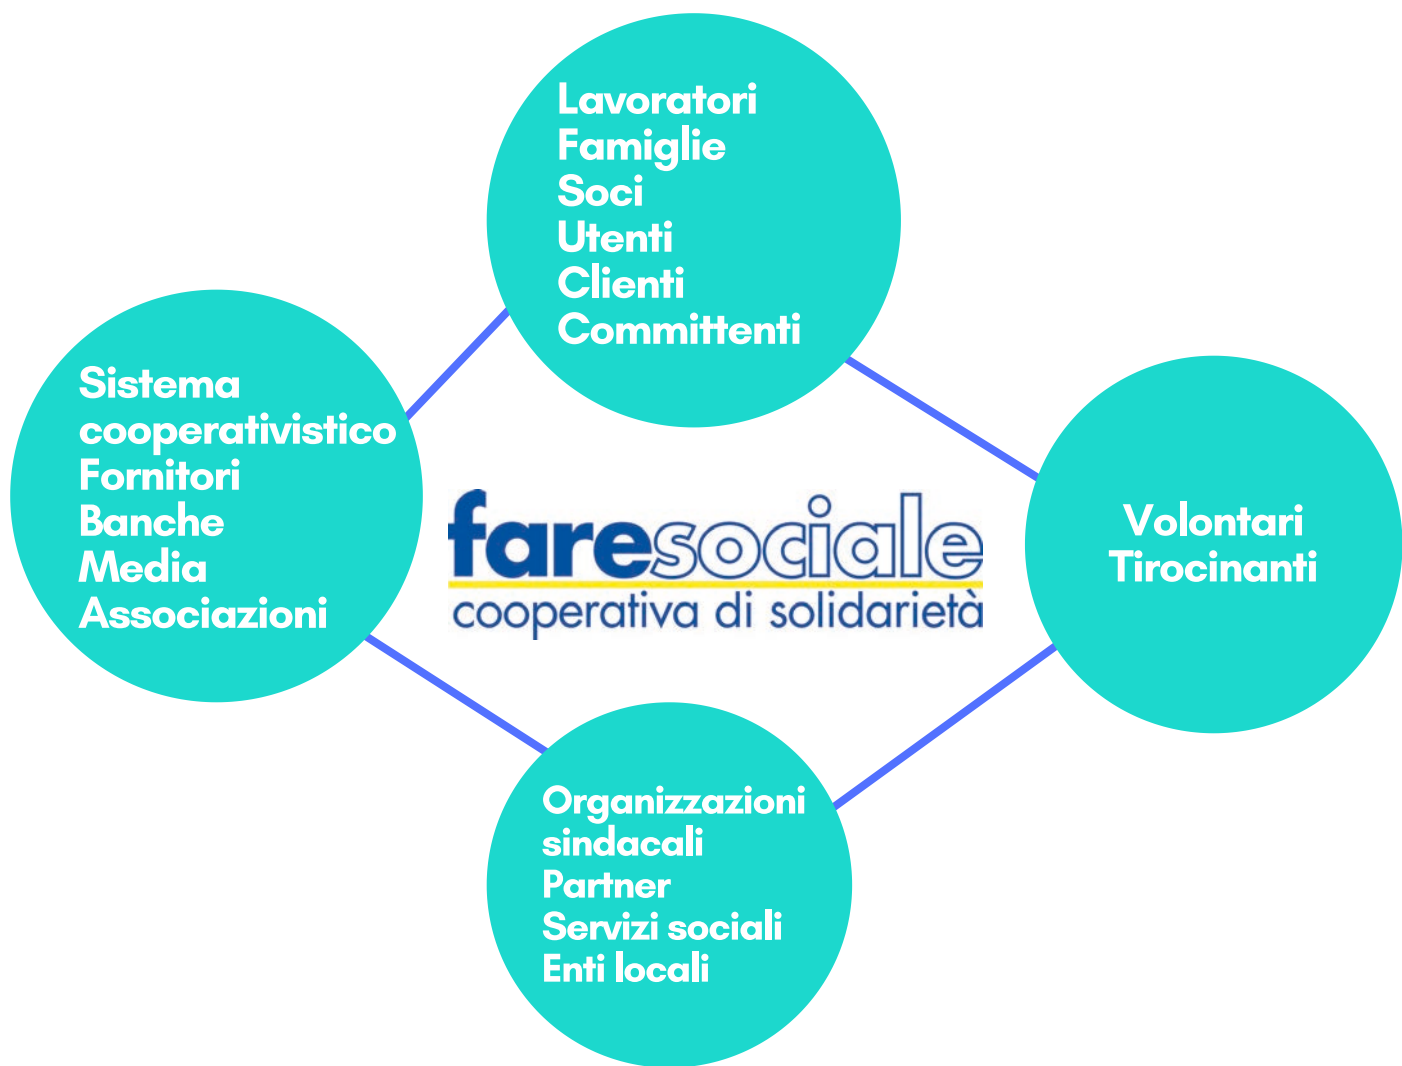 Lavoratori
Famiglie
Soci
Utenti
Clienti
Committenti
Sistema
cooperativistico
Fornitori
Banche
Media
Associazioni
faresociale
cooperativa di solidarietà
Volontari
Tirocinanti
Organizzazioni
sindacali
Partner
Servizi sociali
Enti locali